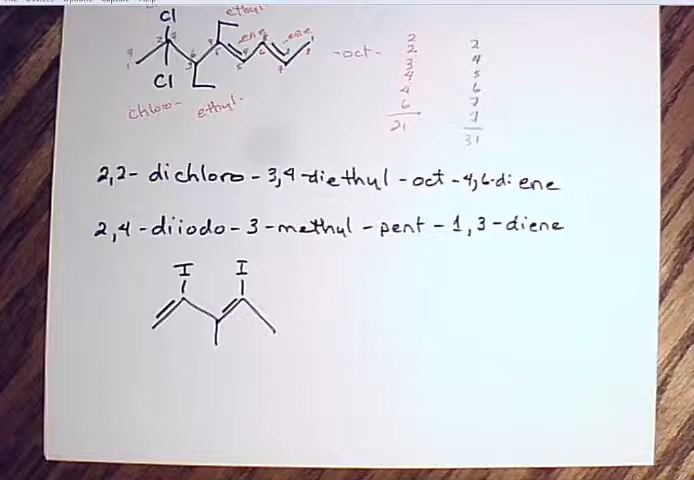 ethyl
Cl
ene
ene
Cl
chloro-
ethyl-
-oct-
2
2
3
4
4
6
21
2
4
5
6
7
7
31
2,2-dichloro-3,4-diethyl-oct-4,6-diene
2,4-diiodo-3-methyl-pent-1,3-diene
I I